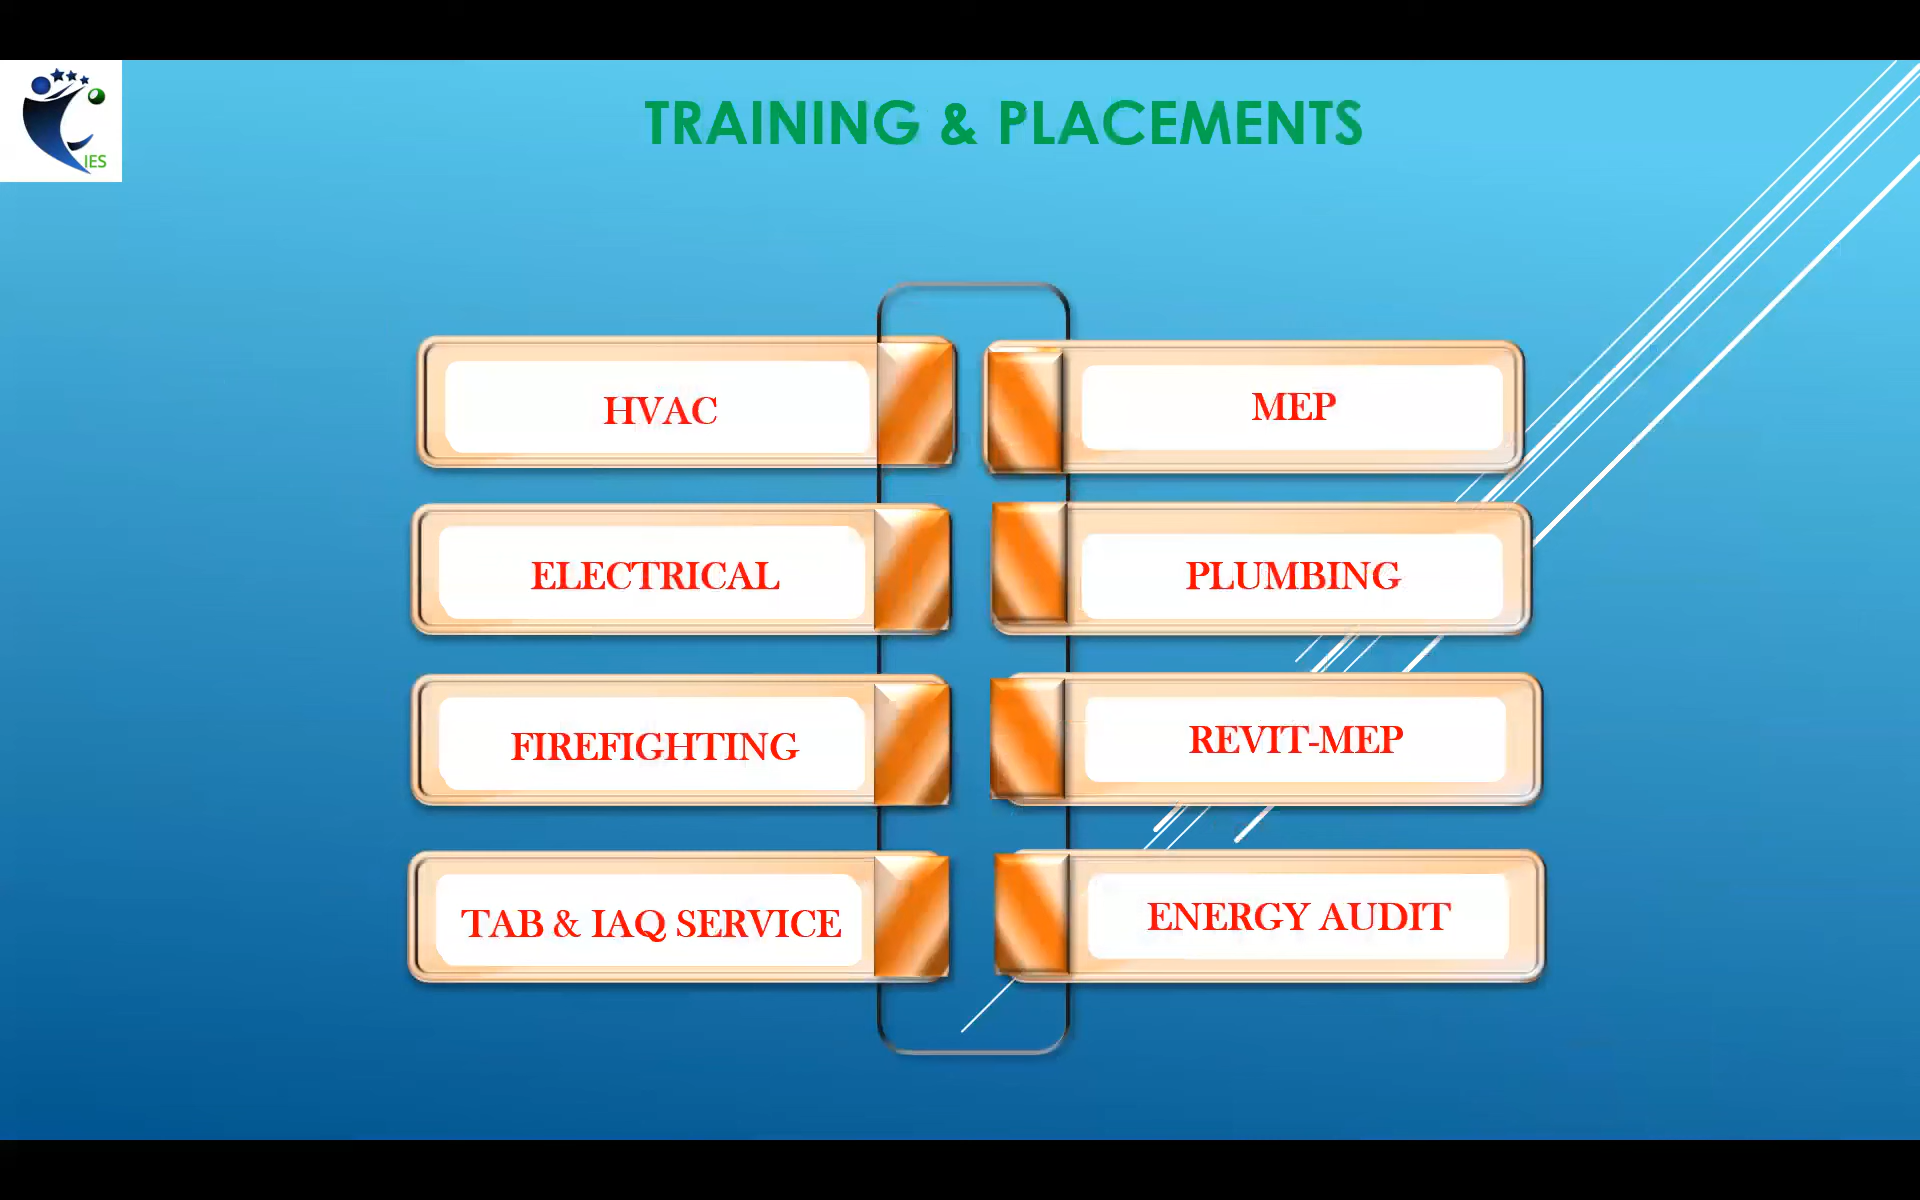 IES
TRAINING & PLACEMENTS
HVAC
MEP
ELECTRICAL
PLUMBING
FIREFIGHTING
REVIT-MEP
TAB & IAQ SERVICE
ENERGY AUDIT